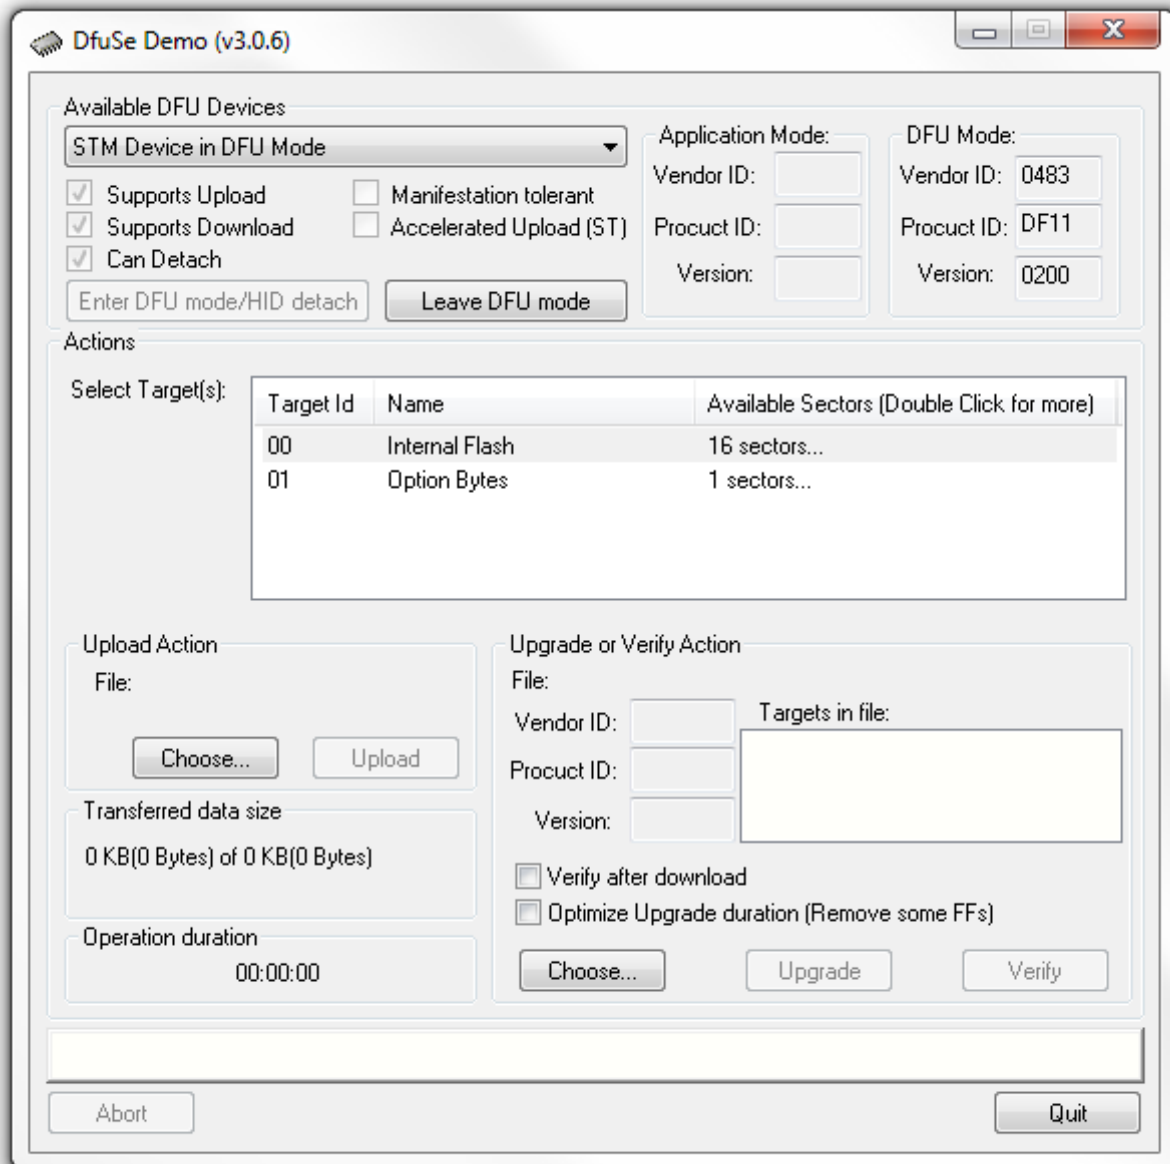 DfuSe Demo (v3.0.6)
Available DFU Devices
STM Device in DFU Mode
Supports Upload
Manifestation tolerant
Supports Download
Accelerated Upload (ST)
Can Detach
Enter DFU mode/HID detach
Leave DFU mode
Application Mode:
Vendor ID:
Procuct ID:
Version:
DFU Mode:
Vendor ID: 0483
Procuct ID: DF11
Version: 0200
Actions
Select Target(s):
Target Id Name Available Sectors (Double Click for more)
00 Internal Flash 16 sectors...
01 Option Bytes 1 sectors...
Upload Action
File:
Choose... Upload
Transferred data size
0 KB(0 Bytes) of 0 KB(0 Bytes)
Operation duration
00:00:00
Upgrade or Verify Action
File:
Vendor ID:
Procuct ID:
Version:
Targets in file:
Verify after download
Optimize Upgrade duration (Remove some FFs)
Choose... Upgrade Verify
Abort Quit